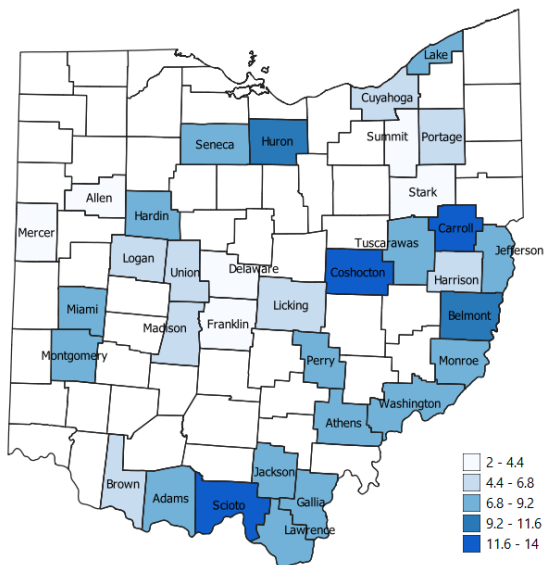 Lake
Cuyahoga
Seneca
Huron
Summit
Portage
Allen
Stark
Hardin
Mercer
Carroll
Tuscarawas
Jefferson
Logan
Union
Delaware
Coshocton
Harrison
Miami
Licking
Belmont
Madison
Franklin
Montgomery
Perry
Monroe
Washington
Athens
Jackson
Brown
Adams
Scioto
Gallia
Lawrence
2 - 4.4
4.4 - 6.8
6.8 - 9.2
9.2 - 11.6
11.6 - 14